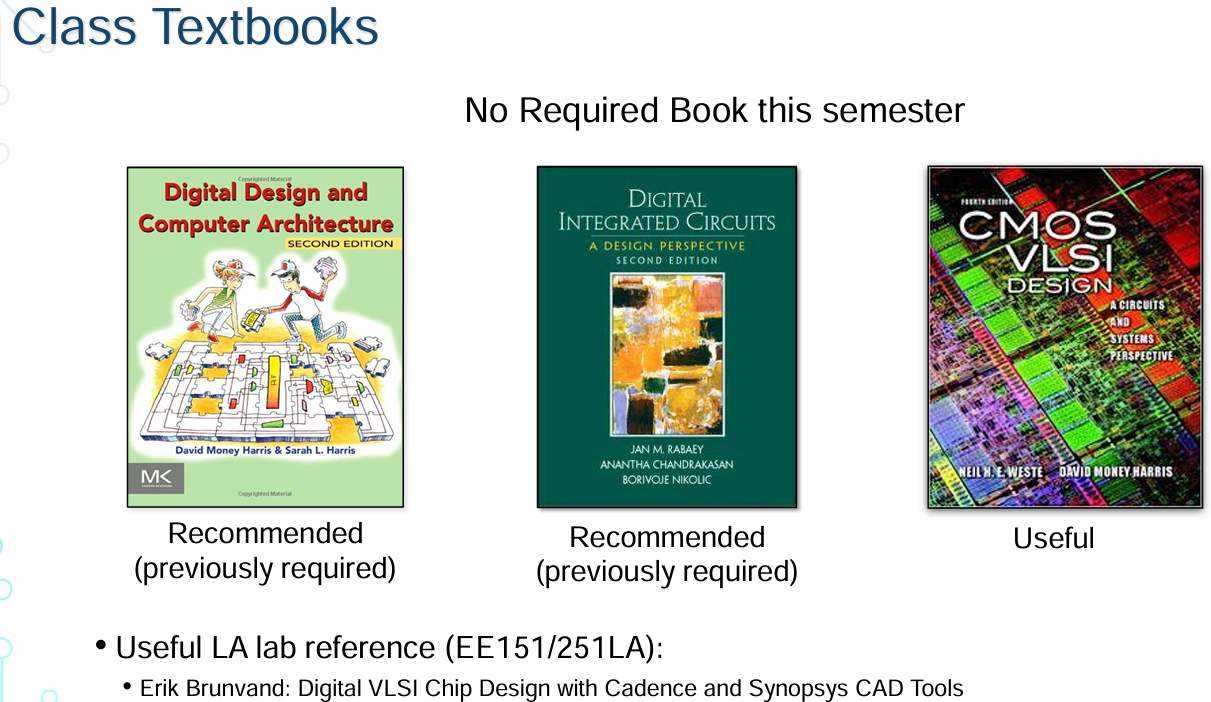 Class Textbooks
No Required Book this semester
Copyrighted Material
Digital Design and
Computer Architecture
SECOND EDITION
David Money Harris & Sarah L. Harris
MK
Copyrighted Material
Recommended
(previously required)
DIGITAL
INTEGRATED CIRCUITS
A DESIGN PERSPECTIVE
SECOND EDITION
JAN M. RABAEY
ANANTHA CHANDRAKASAN
BORIVOJE NIKOLIC
Recommended
(previously required)
FOURTH EDITION
CMOS
VLSI
DESIGN
A CIRCUITS
AND
SYSTEMS
PERSPECTIVE
NEIL H. E. WESTE DAVID MONEY HARRIS
Useful
• Useful LA lab reference (EE151/251LA):
• Erik Brunvand: Digital VLSI Chip Design with Cadence and Synopsys CAD Tools